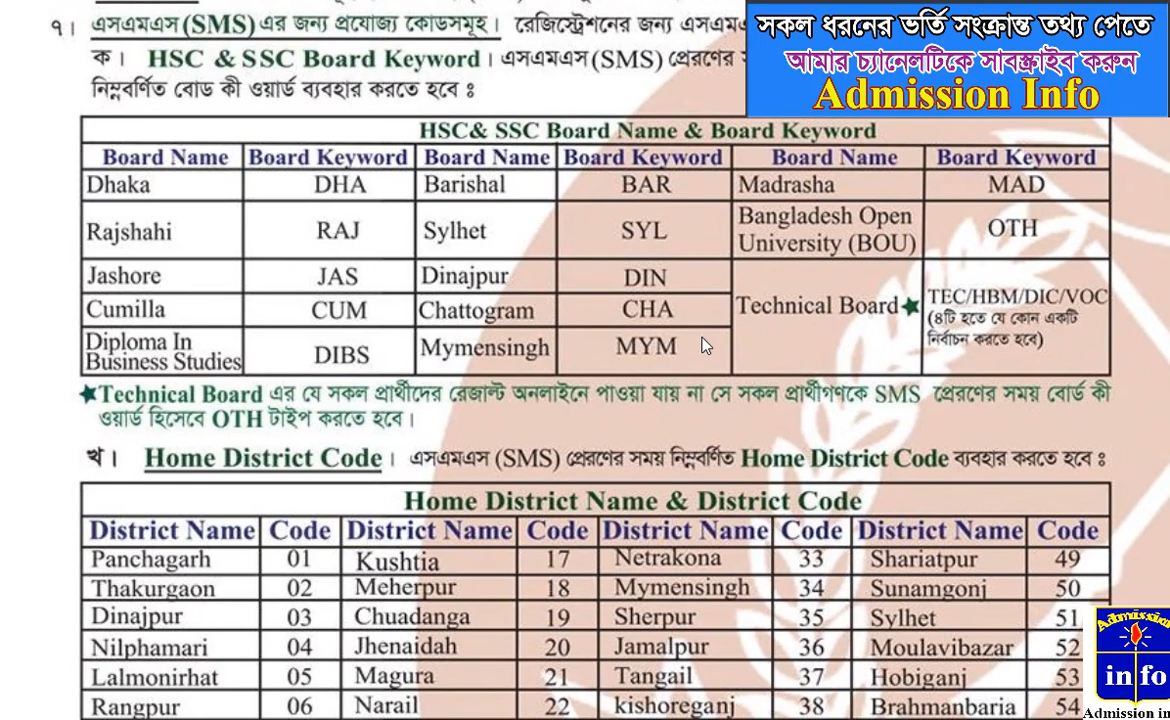 ৭। এসএমএস (SMS) এর জন্য প্রযোজ্য কোডসমূহ। রেজিস্ট্রেশনের জন্য এসএম
সকল ধরনের ভর্তি সংক্রান্ত তথ্য পেতে
আমার চ্যানেলটিকে সাবস্ক্রাইব করুন
Admission Info
ক। HSC & SSC Board Keyword। এসএমএস (SMS) প্রেরণের
নিম্নবর্ণিত বোর্ড কী ওয়ার্ড ব্যবহার করতে হবে ঃ
HSC& SSC Board Name & Board Keyword
Board Name Board Keyword Board Name Board Keyword Board Name Board Keyword
Dhaka DHA Barishal BAR Madrasha MAD
Rajshahi RAJ Sylhet SYL Bangladesh Open University (BOU) OTH
Jashore JAS Dinajpur DIN
Cumilla CUM Chattogram CHA
Technical Board★ TEC/HBM/DIC/VOC
(৪টি হতে যে কোন একটি
নির্বাচন করতে হবে)
Diploma In
Business Studies DIBS Mymensingh MYM
★Technical Board এর যে সকল প্রার্থীদের রেজাল্ট অনলাইনে পাওয়া যায় না সে সকল প্রার্থীগণকে SMS প্রেরণের সময় বোর্ড কী
ওয়ার্ড হিসেবে OTH টাইপ করতে হবে।
খ। Home District Code। এসএমএস (SMS) প্রেরণের সময় নিম্নবর্ণিত Home District Code ব্যবহার করতে হবে ঃ
Home District Name & District Code
District Name Code District Name Code District Name Code District Name Code
Panchagarh 01 Kushtia 17 Netrakona 33 Shariatpur 49
Thakurgaon 02 Meherpur 18 Mymensingh 34 Sunamgonj 50
Dinajpur 03 Chuadanga 19 Sherpur 35 Sylhet 51
Nilphamari 04 Jhenaidah 20 Jamalpur 36 Moulavibazar 52
Lalmonirhat 05 Magura 21 Tangail 37 Hobiganj 53
Rangpur 06 Narail 22 kishoreganj 38 Brahmanbaria 54
Admission
info
Admission in